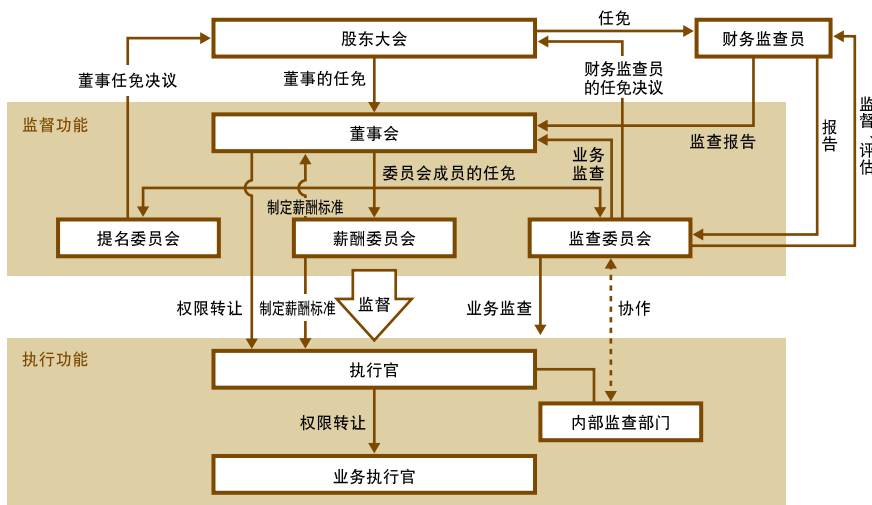 任免
股东大会
财务监查员
董事任免决议
董事的任免
财务监查员
的任免决议
监督功能
董事会
监查报告
报告
监督、评估
业务
监查
委员会成员的任免
制定薪酬标准
提名委员会
薪酬委员会
监查委员会
权限转让
制定薪酬标准
监督
业务监查
协作
执行功能
执行官
权限转让
内部监查部门
业务执行官